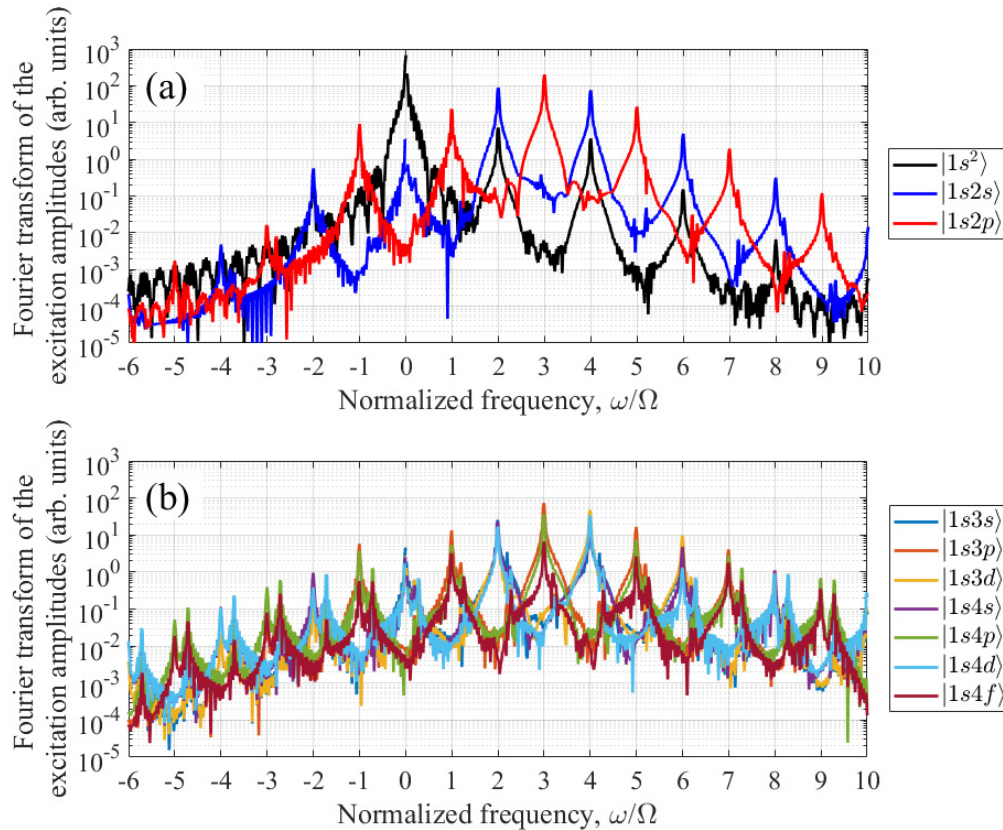 (a)
Fourier transform of the
excitation amplitudes (arb. units)
10^3
10^2
10^1
10^0
10^-1
10^-2
10^-3
10^-4
10^-5
-6 -5 -4 -3 -2 -1 0 1 2 3 4 5 6 7 8 9 10
Normalized frequency, ω/Ω
|1s²⟩
|1s2s⟩
|1s2p⟩
(b)
Fourier transform of the
excitation amplitudes (arb. units)
10^3
10^2
10^1
10^0
10^-1
10^-2
10^-3
10^-4
10^-5
-6 -5 -4 -3 -2 -1 0 1 2 3 4 5 6 7 8 9 10
Normalized frequency, ω/Ω
|1s3s⟩
|1s3p⟩
|1s3d⟩
|1s4s⟩
|1s4p⟩
|1s4d⟩
|1s4f⟩